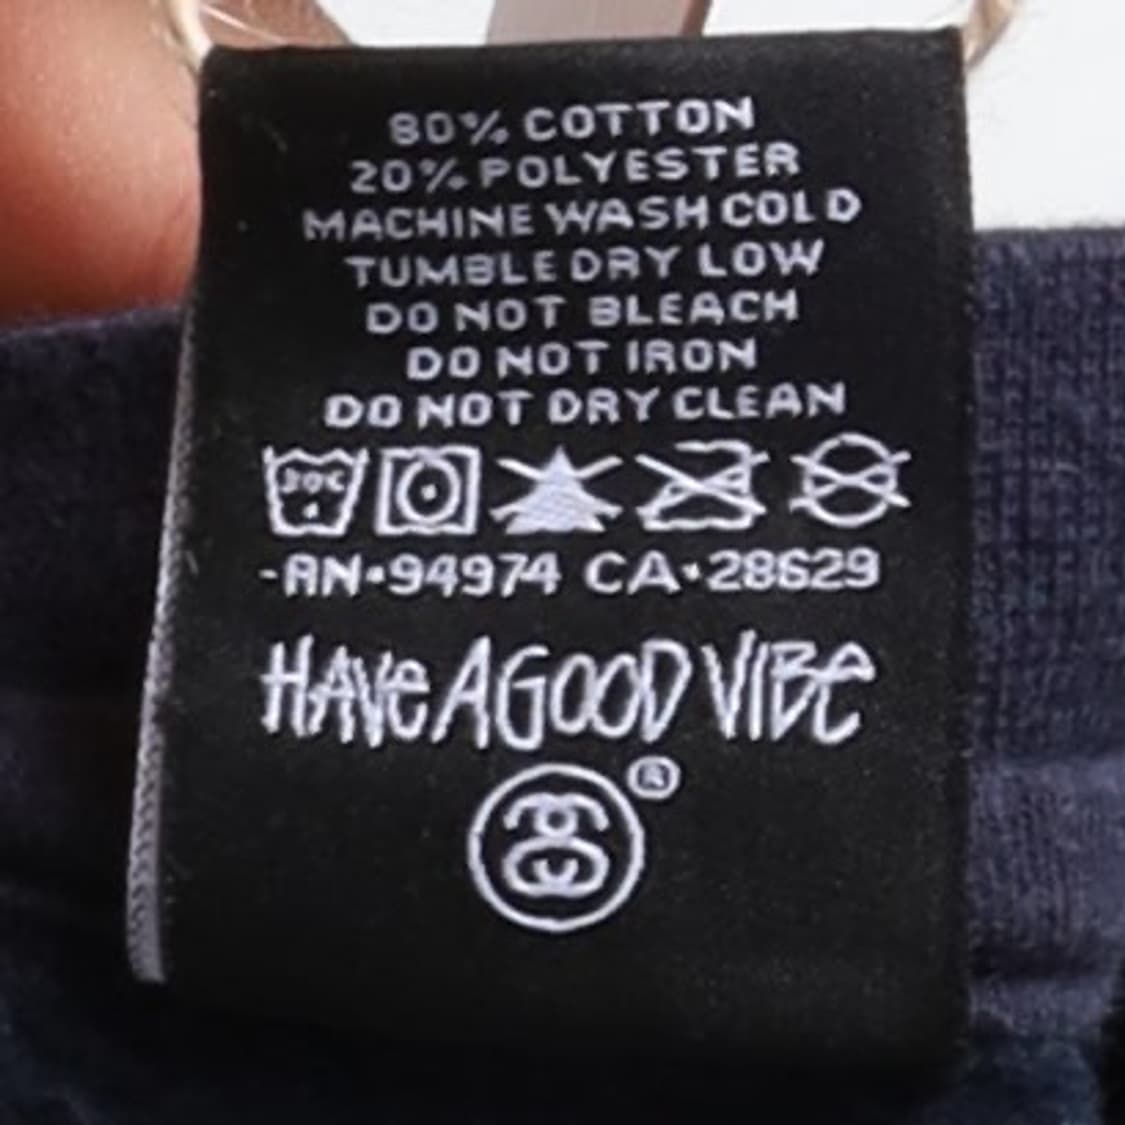 80% COTTON
20% POLYESTER
MACHINE WASH COLD
TUMBLE DRY LOW
DO NOT BLEACH
DO NOT IRON
DO NOT DRY CLEAN
30°C
-RN•94974 CA•28629
HAVE A GOOD VIBE
®